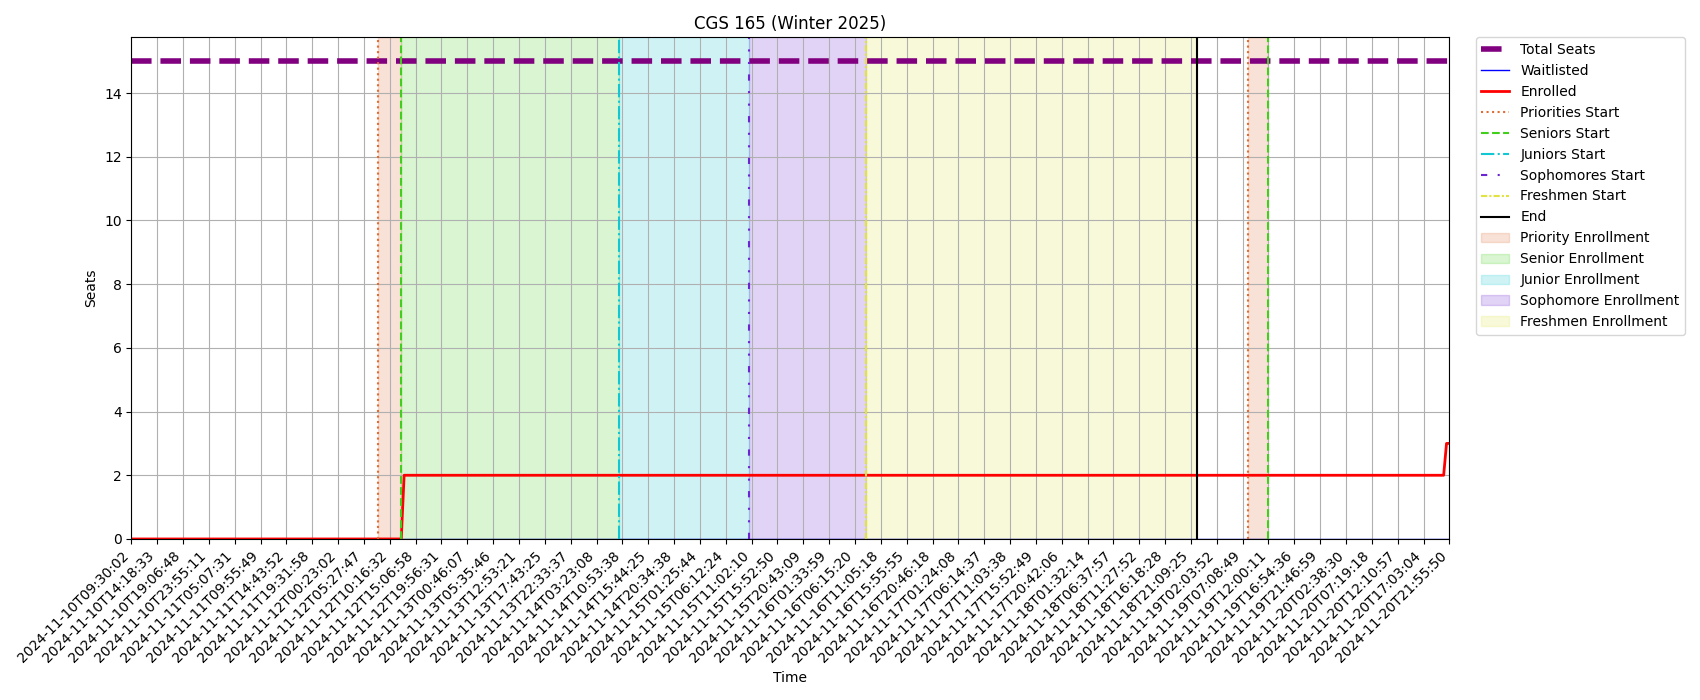 CGS 165 (Winter 2025)
Total Seats
Waitlisted
Enrolled
Priorities Start
Seniors Start
Juniors Start
Sophomores Start
Freshmen Start
End
Priority Enrollment
Senior Enrollment
Junior Enrollment
Sophomore Enrollment
Freshmen Enrollment
Seats
14
12
10
8
6
4
2
0
2024-11-10T09:30:02
2024-11-10T14:18:33
2024-11-10T19:06:48
2024-11-10T23:55:11
2024-11-11T05:07:31
2024-11-11T09:55:49
2024-11-11T14:43:52
2024-11-11T19:31:58
2024-11-12T00:23:02
2024-11-12T05:27:47
2024-11-12T10:16:32
2024-11-12T15:06:58
2024-11-12T19:56:31
2024-11-13T00:46:07
2024-11-13T05:35:46
2024-11-13T12:53:21
2024-11-13T17:43:25
2024-11-13T22:33:37
2024-11-14T03:23:08
2024-11-14T10:53:38
2024-11-14T15:44:25
2024-11-14T20:34:38
2024-11-15T01:25:44
2024-11-15T06:12:24
2024-11-15T11:02:10
2024-11-15T15:52:50
2024-11-15T20:43:09
2024-11-16T01:33:59
2024-11-16T06:15:20
2024-11-16T11:05:18
2024-11-16T15:55:55
2024-11-16T20:46:18
2024-11-17T01:24:08
2024-11-17T06:14:37
2024-11-17T11:03:38
2024-11-17T15:52:49
2024-11-17T20:42:06
2024-11-18T01:32:14
2024-11-18T06:37:57
2024-11-18T11:27:52
2024-11-18T16:18:28
2024-11-18T21:09:25
2024-11-19T02:03:52
2024-11-19T07:08:49
2024-11-19T12:00:11
2024-11-19T16:54:36
2024-11-19T21:46:59
2024-11-20T02:38:30
2024-11-20T07:19:18
2024-11-20T12:10:57
2024-11-20T17:03:04
2024-11-20T21:55:50
Time